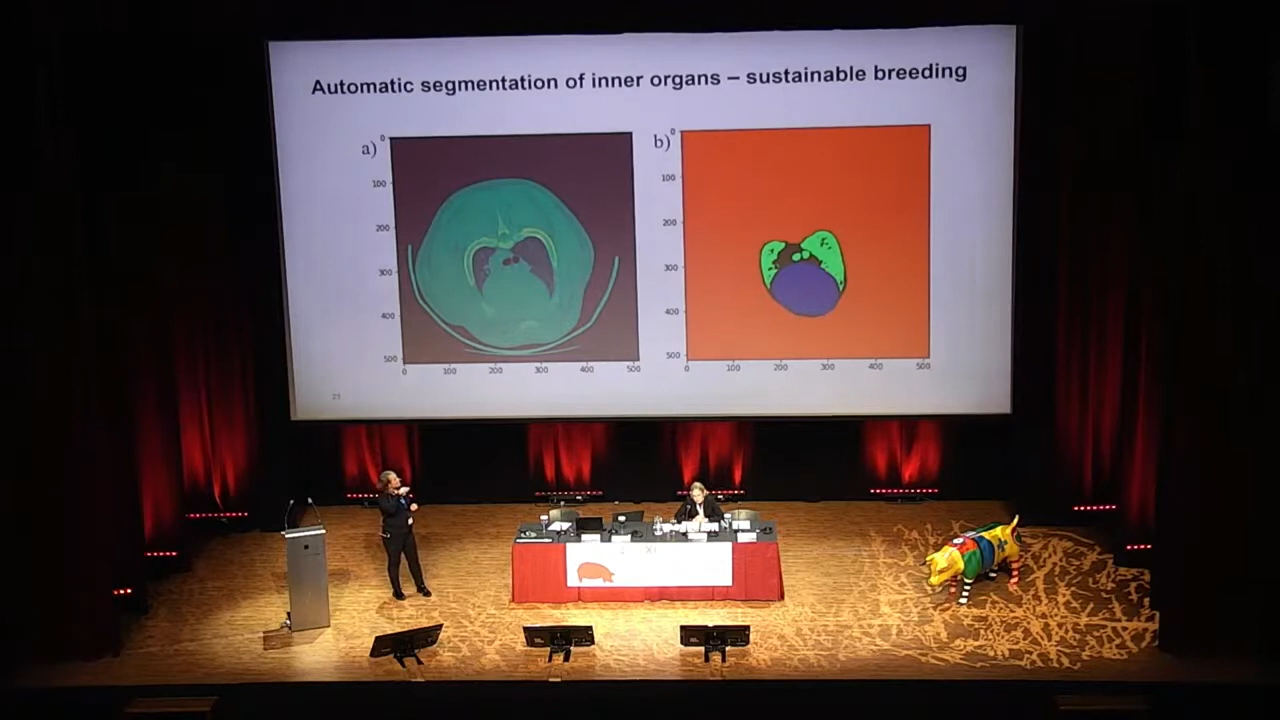 Automatic segmentation of inner organs – sustainable breeding
a)
0
100
200
300
400
500
0 100 200 300 400 500
b)
0
100
200
300
400
500
0 100 200 300 400 500
XI